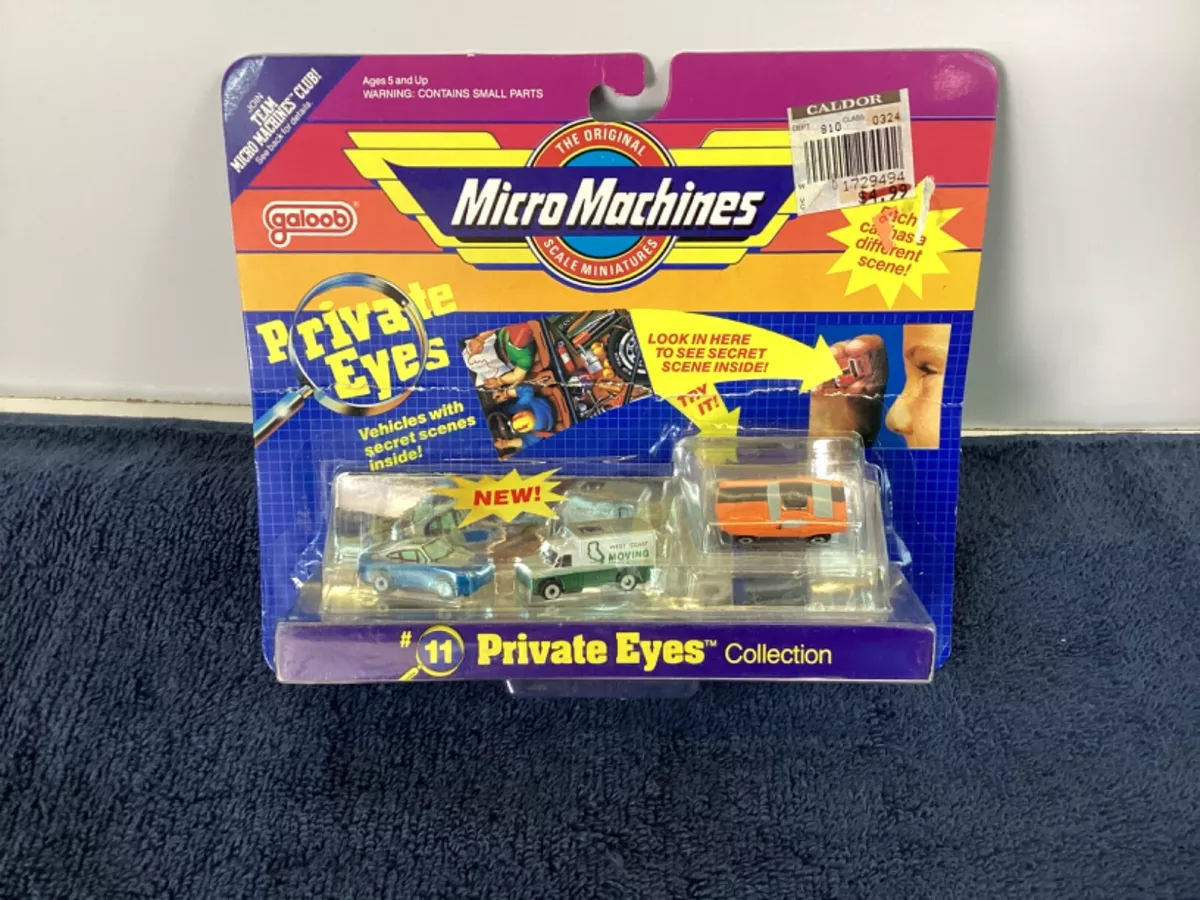 JOIN
TEAM
MICRO MACHINES™ CLUB!
See back for details.
Ages 5 and Up
WARNING: CONTAINS SMALL PARTS
CALDOR
DEPT 810 CLASS 0324
01729494
$4.99
THE ORIGINAL
Micro Machines
SCALE MINIATURES
galoob®
Each
car has a
different
scene!
Private
Eyes
LOOK IN HERE
TO SEE SECRET
SCENE INSIDE!
TRY
IT!
Vehicles with
secret scenes
inside!
NEW!
WEST COAST
MOVING
#11 Private Eyes™ Collection